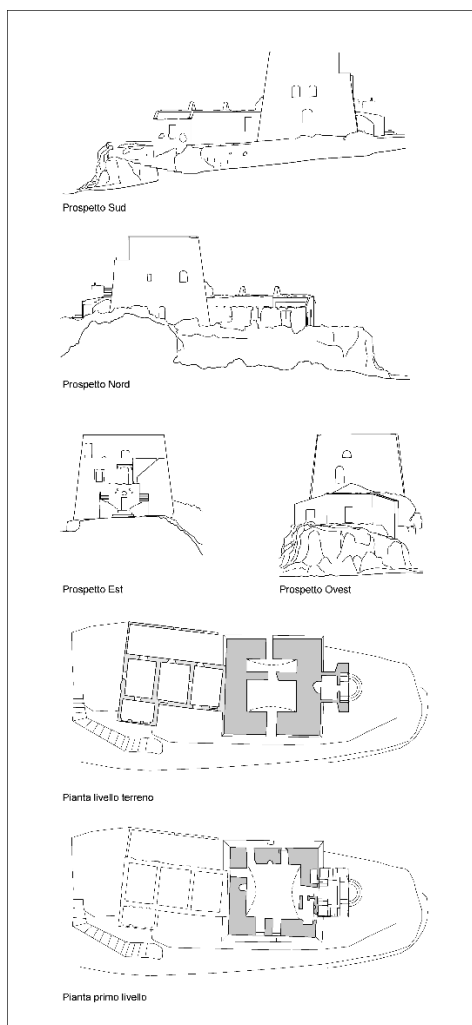 Prospetto Sud
Prospetto Nord
Prospetto Est
Prospetto Ovest
Pianta livello terreno
Pianta primo livello